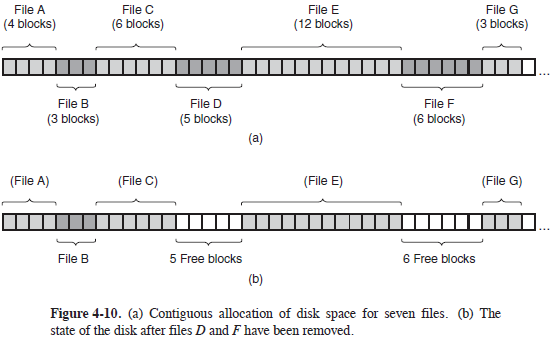 File A
(4 blocks)
File C
(6 blocks)
File E
(12 blocks)
File G
(3 blocks)
...
File B
(3 blocks)
File D
(5 blocks)
File F
(6 blocks)
(a)
(File A)
(File C)
(File E)
(File G)
...
File B
5 Free blocks
6 Free blocks
(b)
Figure 4-10. (a) Contiguous allocation of disk space for seven files. (b) The
state of the disk after files D and F have been removed.